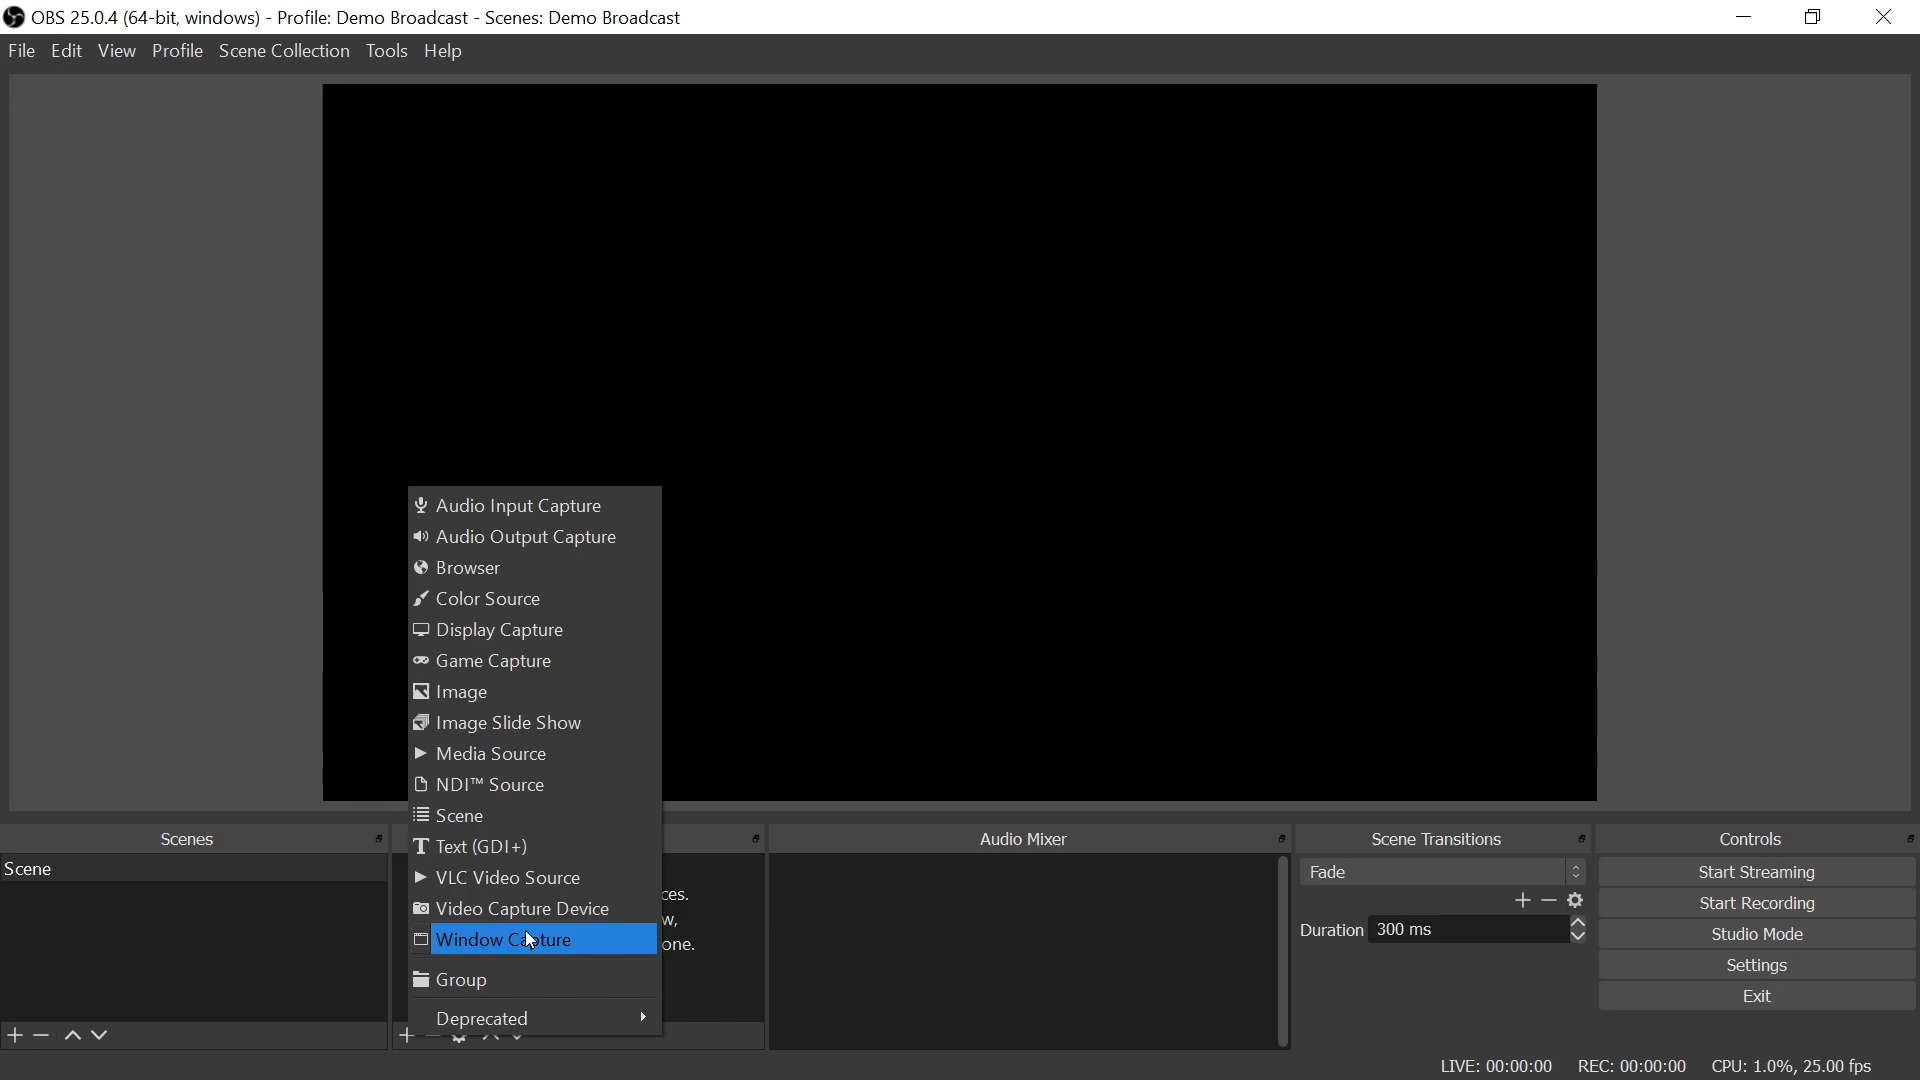 OBS 25.0.4 (64-bit, windows) - Profile: Demo Broadcast - Scenes: Demo Broadcast
File Edit View Profile Scene Collection Tools Help
Audio Input Capture
Audio Output Capture
Browser
Color Source
Display Capture
Game Capture
Image
Image Slide Show
Media Source
NDI™ Source
Scene
Text (GDI+)
VLC Video Source
Video Capture Device
Window Capture
Group
Deprecated
Scenes
Scene
ces.
w,
one.
Audio Mixer
Scene Transitions
Fade
Duration 300 ms
Controls
Start Streaming
Start Recording
Studio Mode
Settings
Exit
LIVE: 00:00:00 REC: 00:00:00 CPU: 1.0%, 25.00 fps